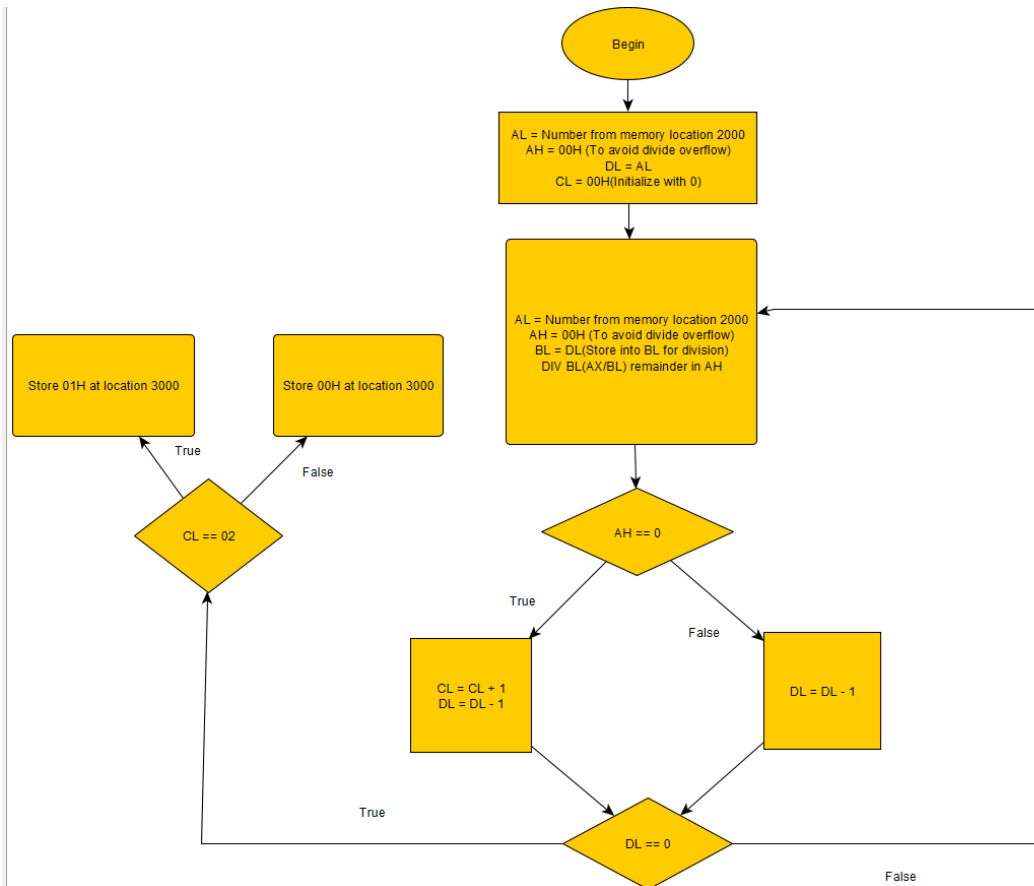 Begin
AL = Number from memory location 2000
AH = 00H (To avoid divide overflow)
DL = AL
CL = 00H(Initialize with 0)
AL = Number from memory location 2000
AH = 00H (To avoid divide overflow)
BL = DL(Store into BL for division)
DIV BL(AX/BL) remainder in AH
Store 01H at location 3000
Store 00H at location 3000
True
False
CL == 02
AH == 0
True
False
CL = CL + 1
DL = DL - 1
DL = DL - 1
True
DL == 0
False